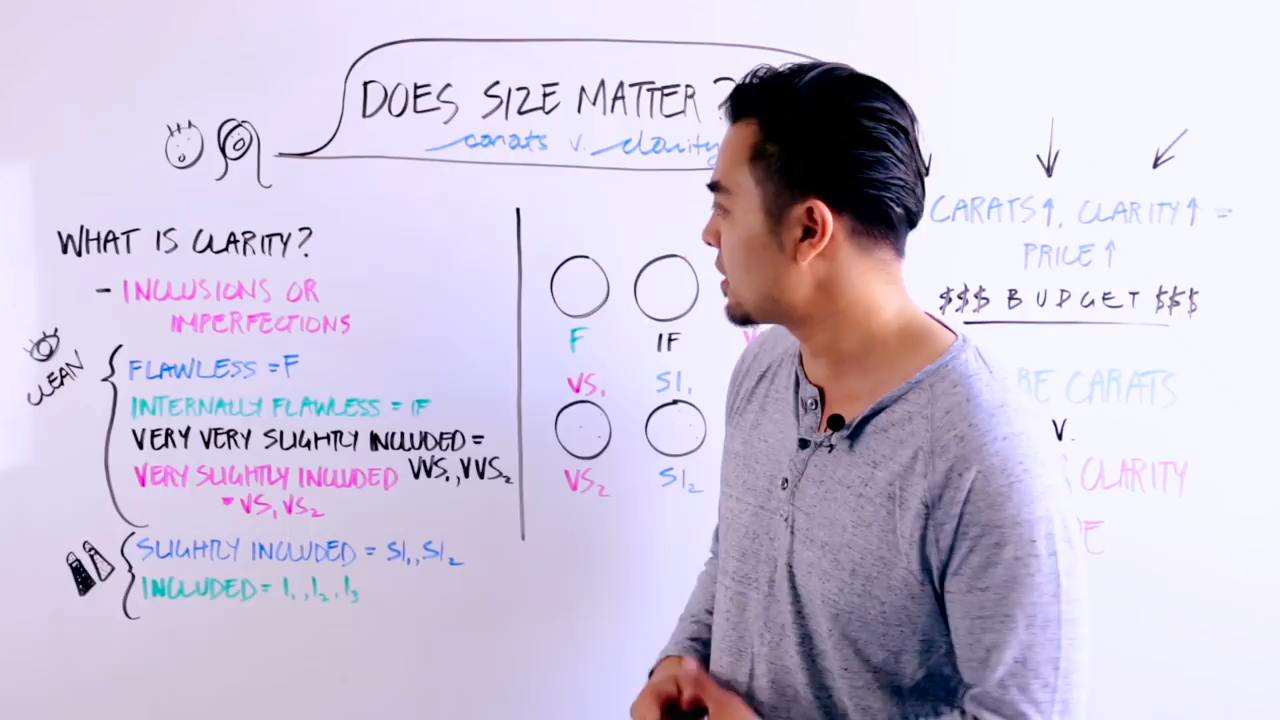 DOES SIZE MATTER ?
carats v. clarity
WHAT IS CLARITY?
- INCLUSIONS OR
IMPERFECTIONS
CLEAN
FLAWLESS = F
INTERNALLY FLAWLESS = IF
VERY VERY SLIGHTLY INCLUDED =
VVS1, VVS2
VERY SLIGHTLY INCLUDED
= VS1 VS2
SLIGHTLY INCLUDED = SI1, SI2
INCLUDED = I1, I2, I3
F IF
VS1 SI1
VS2 SI2
CARATS↑, CLARITY↑ =
PRICE↑
$$$ BUDGET $$$
CARATS
V.
CLARITY